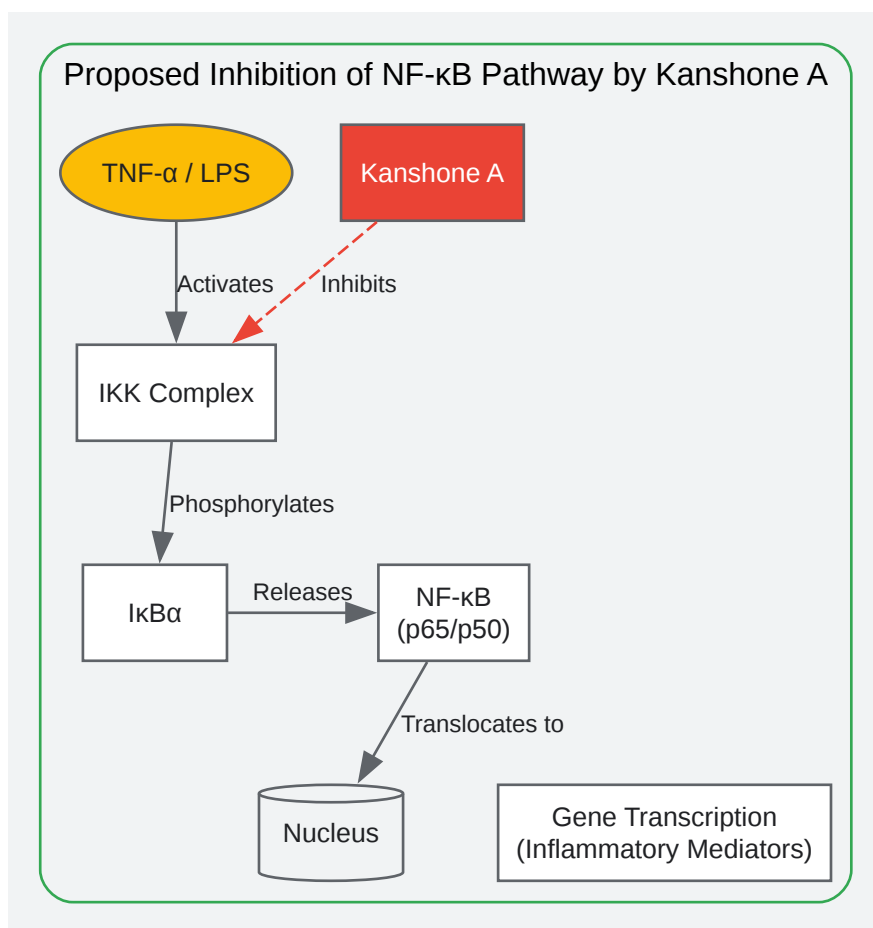 Proposed Inhibition of NF-κB Pathway by Kanshone A
TNF-α / LPS
Kanshone A
Activates
Inhibits
IKK Complex
Phosphorylates
IκBα
Releases
NF-κB
(p65/p50)
Translocates to
Nucleus
Gene Transcription
(Inflammatory Mediators)